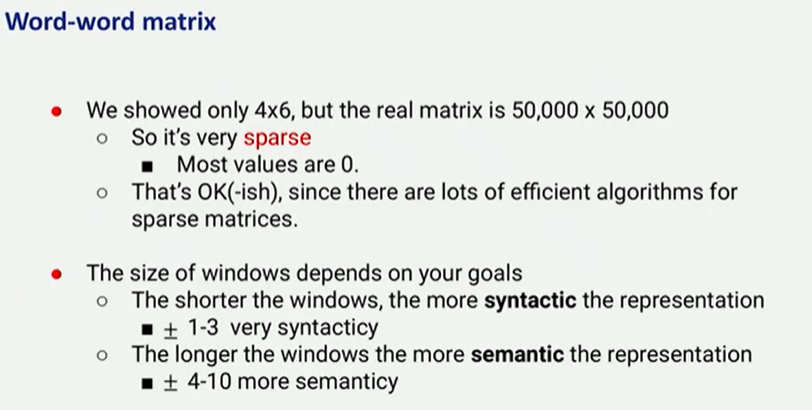 Word-word matrix
● We showed only 4x6, but the real matrix is 50,000 x 50,000
○ So it's very sparse
■ Most values are 0.
○ That's OK(-ish), since there are lots of efficient algorithms for
sparse matrices.
● The size of windows depends on your goals
○ The shorter the windows, the more syntactic the representation
■ ± 1-3 very syntacticy
○ The longer the windows the more semantic the representation
■ ± 4-10 more semanticy